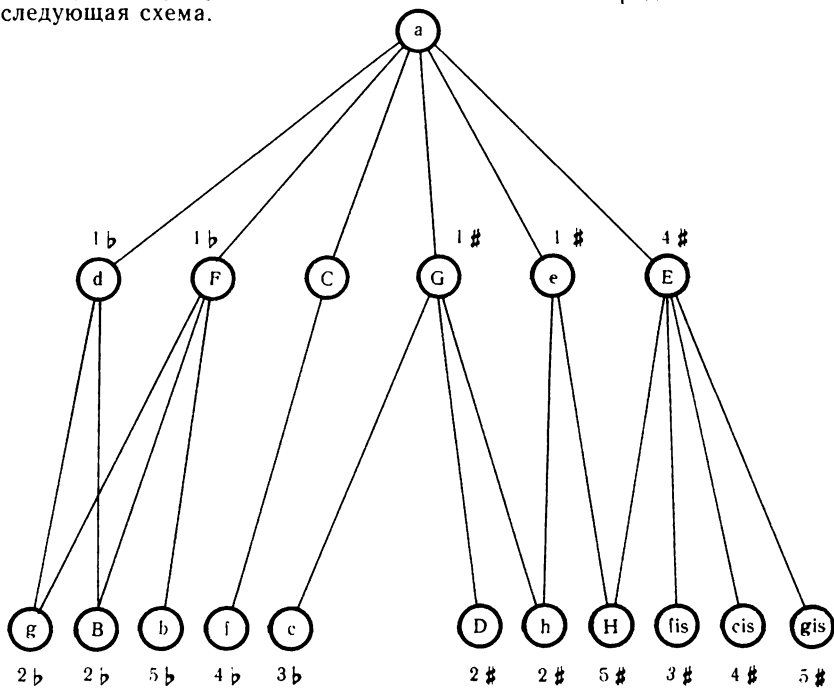 следующая схема.
a
1♭ 1♭ 1♯ 1♯ 4♯
d F C G e E
g B b f c D h H fis cis gis
2♭ 2♭ 5♭ 4♭ 3♭ 2♯ 2♯ 5♯ 3♯ 4♯ 5♯